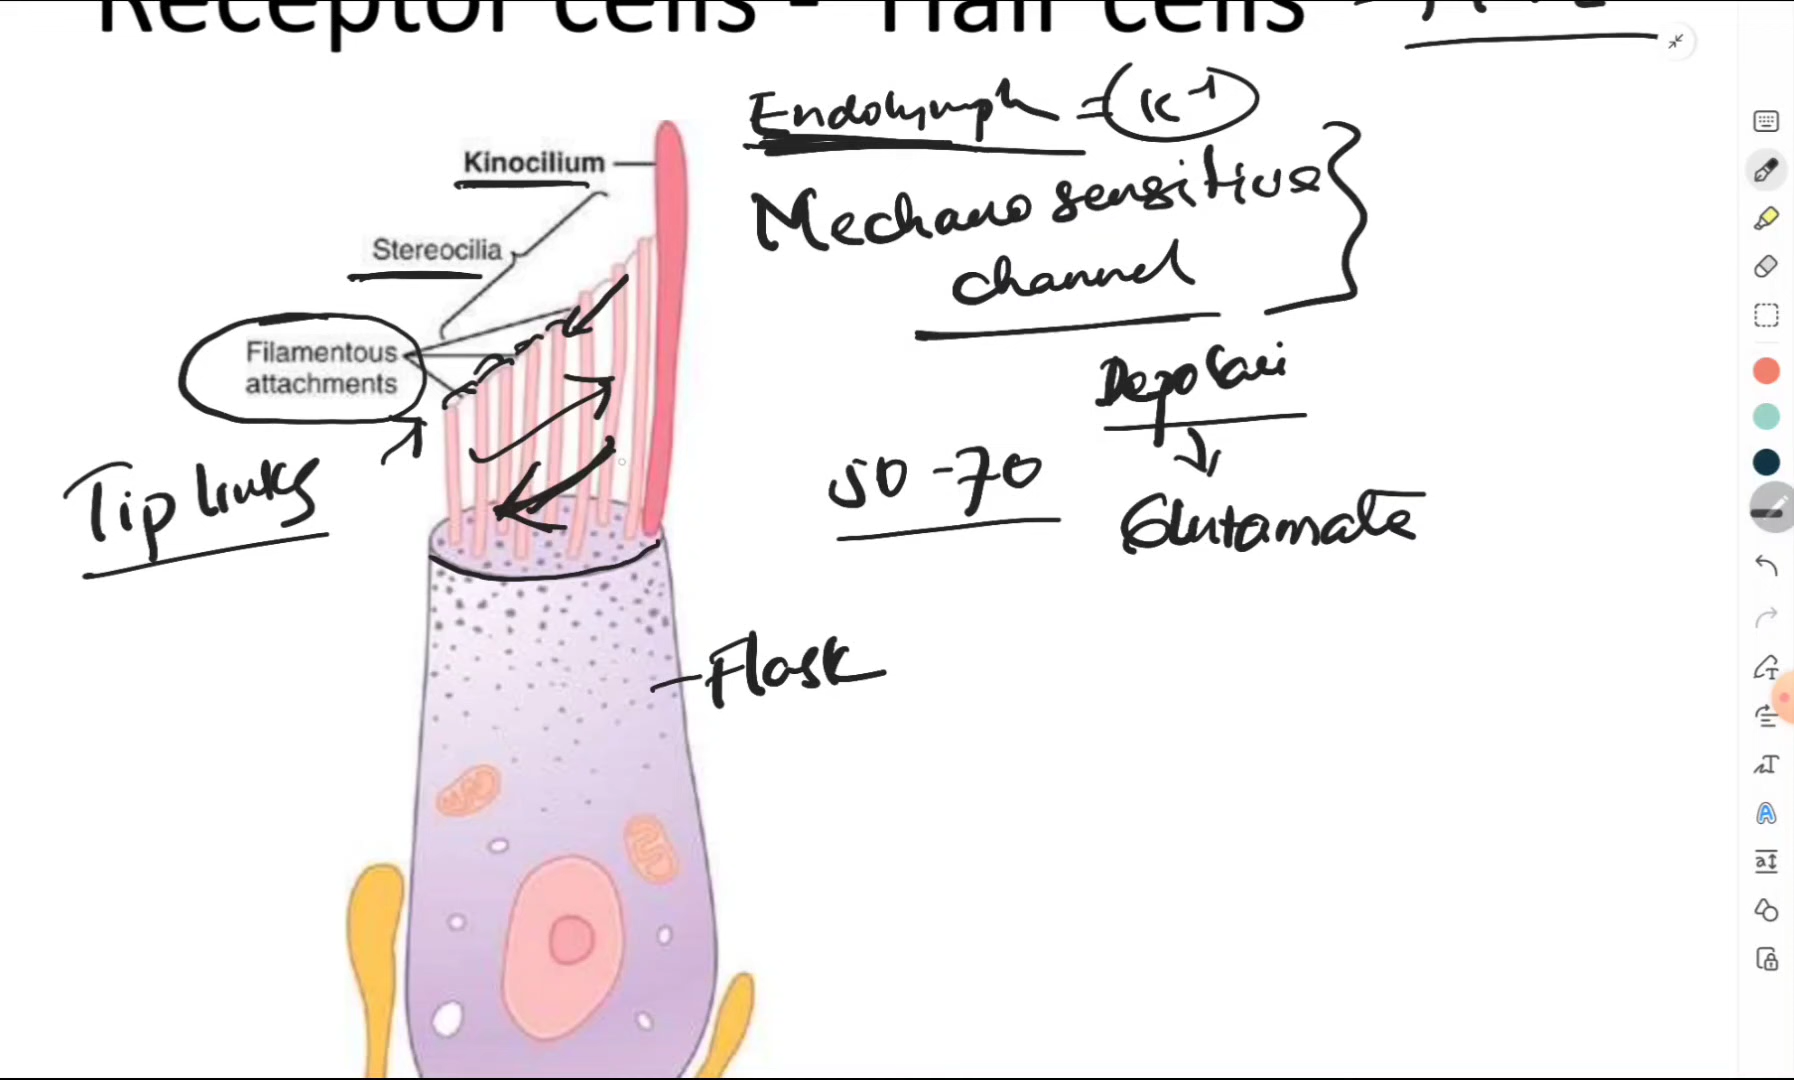 Receptor cells - Hair cells
Endolymph = K+
Kinocilium
Mechano sensitive
channel
Stereocilia
Filamentous
attachments
Depolari
Tip links
50-70
Glutamate
Flask